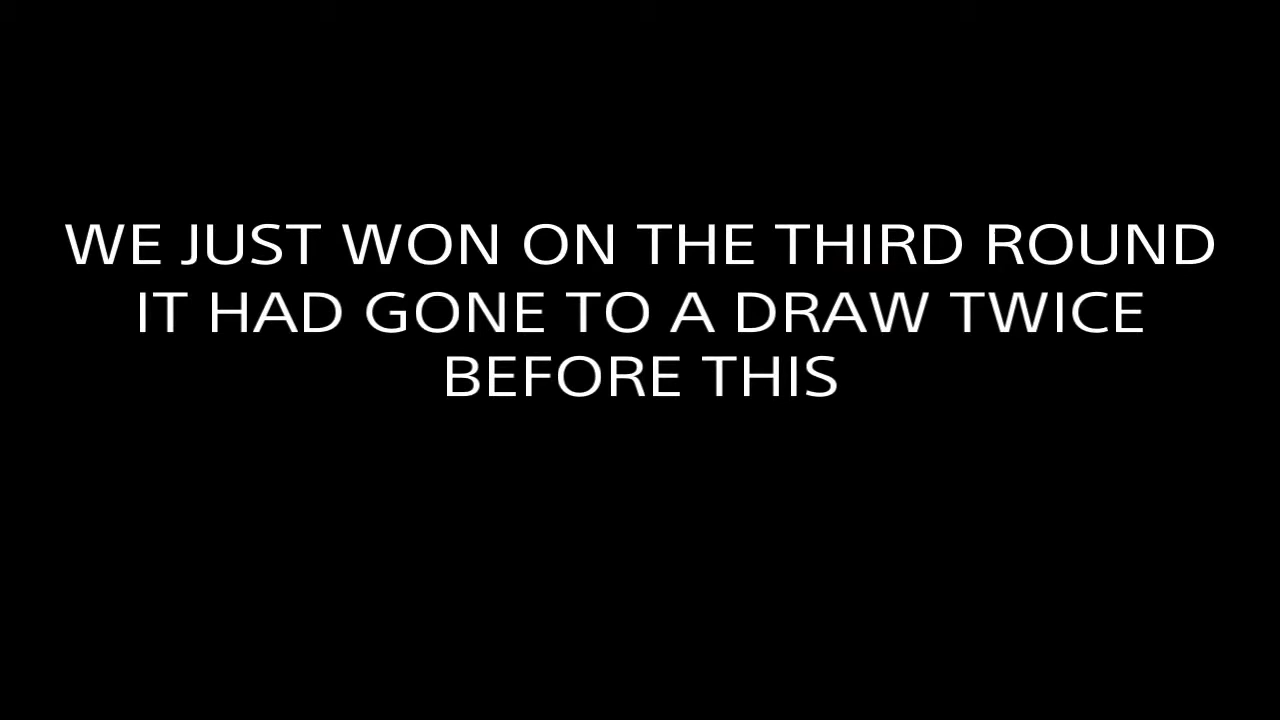 WE JUST WON ON THE THIRD ROUND
IT HAD GONE TO A DRAW TWICE
BEFORE THIS